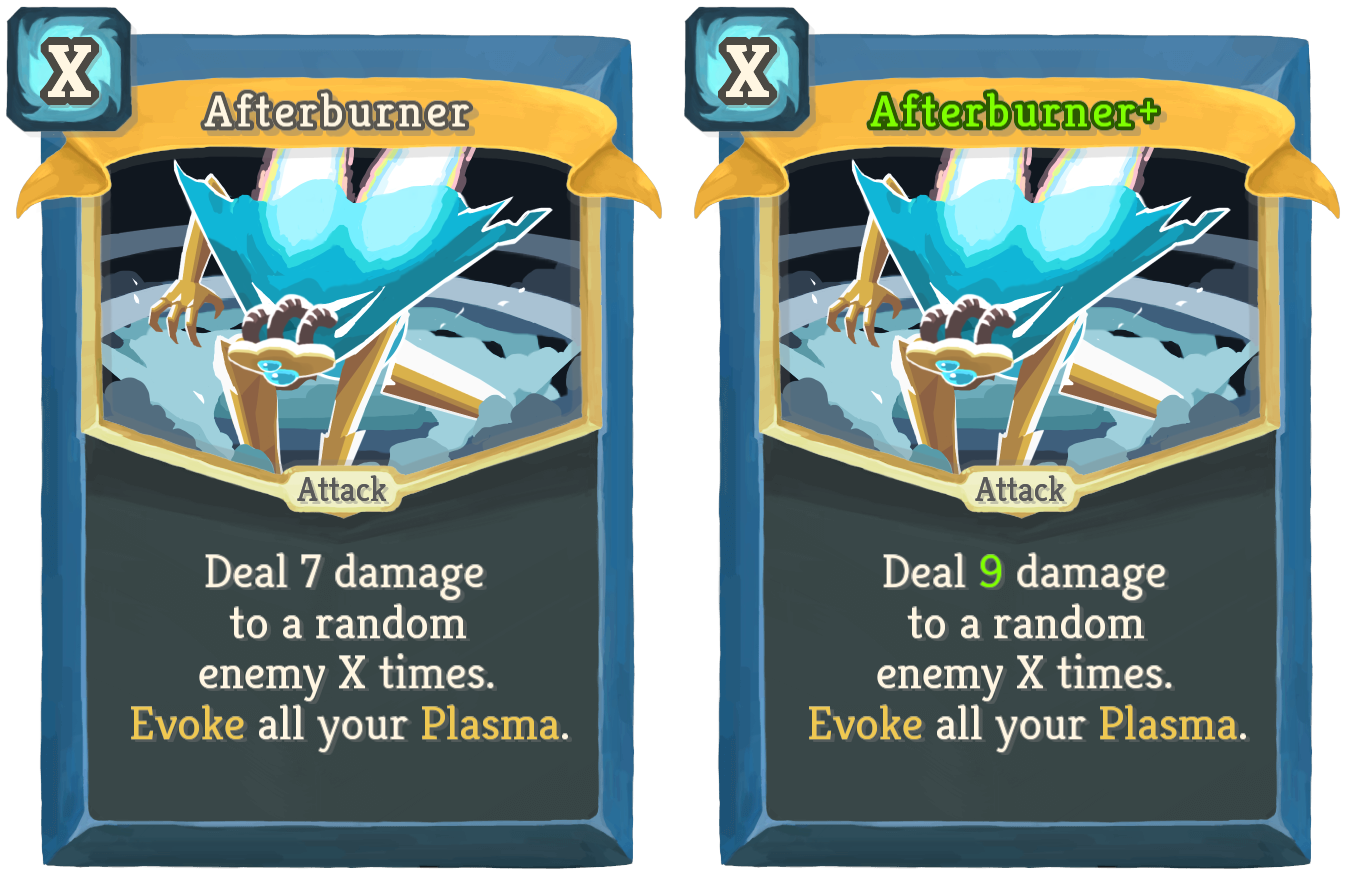 X
Afterburner
Attack
Deal 7 damage
to a random
enemy X times.
Evoke all your Plasma.
X
Afterburner+
Attack
Deal 9 damage
to a random
enemy X times.
Evoke all your Plasma.